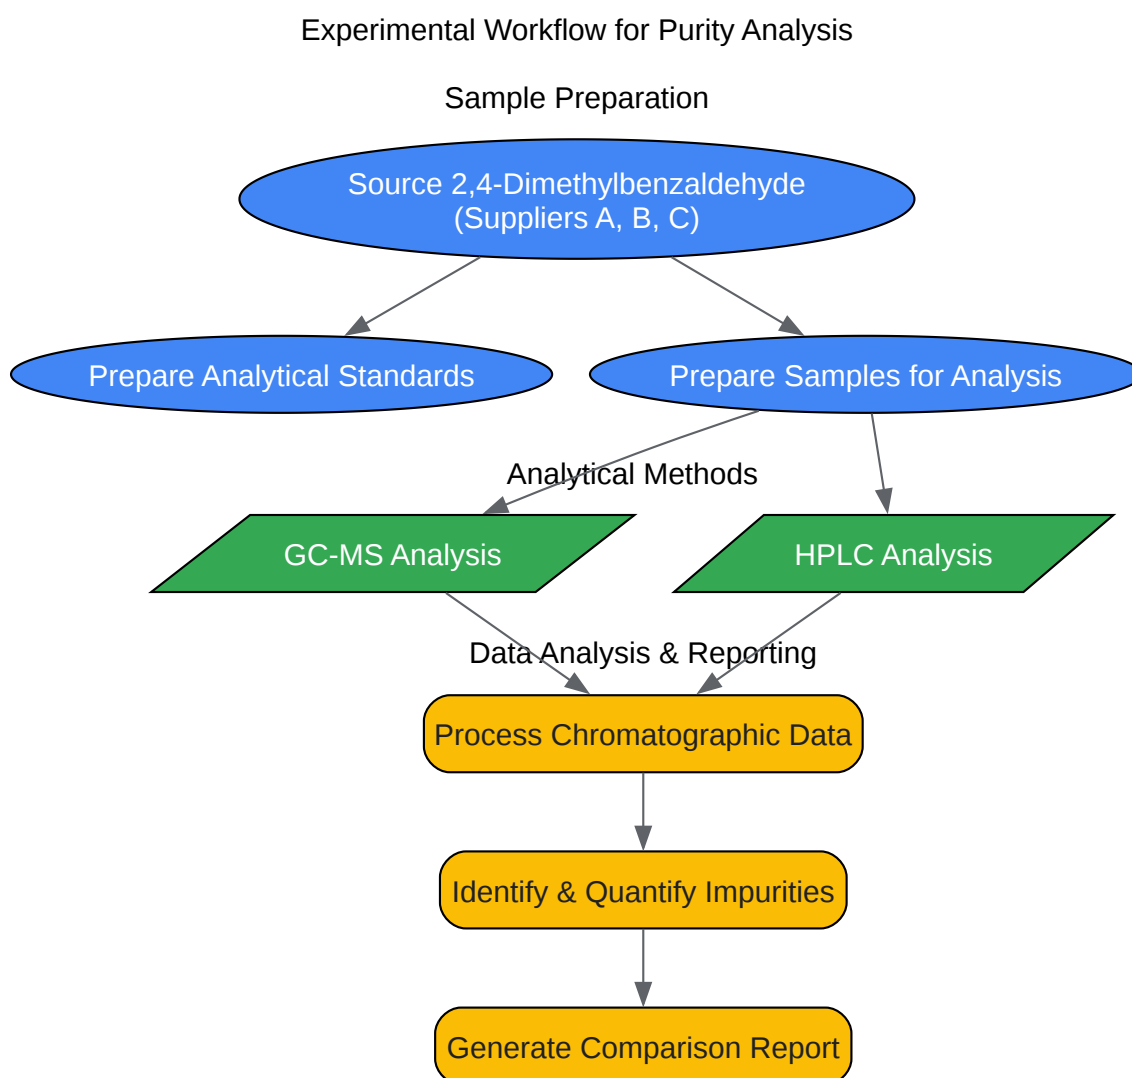 Experimental Workflow for Purity Analysis
Sample Preparation
Source 2,4-Dimethylbenzaldehyde
(Suppliers A, B, C)
Prepare Analytical Standards
Prepare Samples for Analysis
Analytical Methods
GC-MS Analysis
HPLC Analysis
Data Analysis & Reporting
Process Chromatographic Data
Identify & Quantify Impurities
Generate Comparison Report